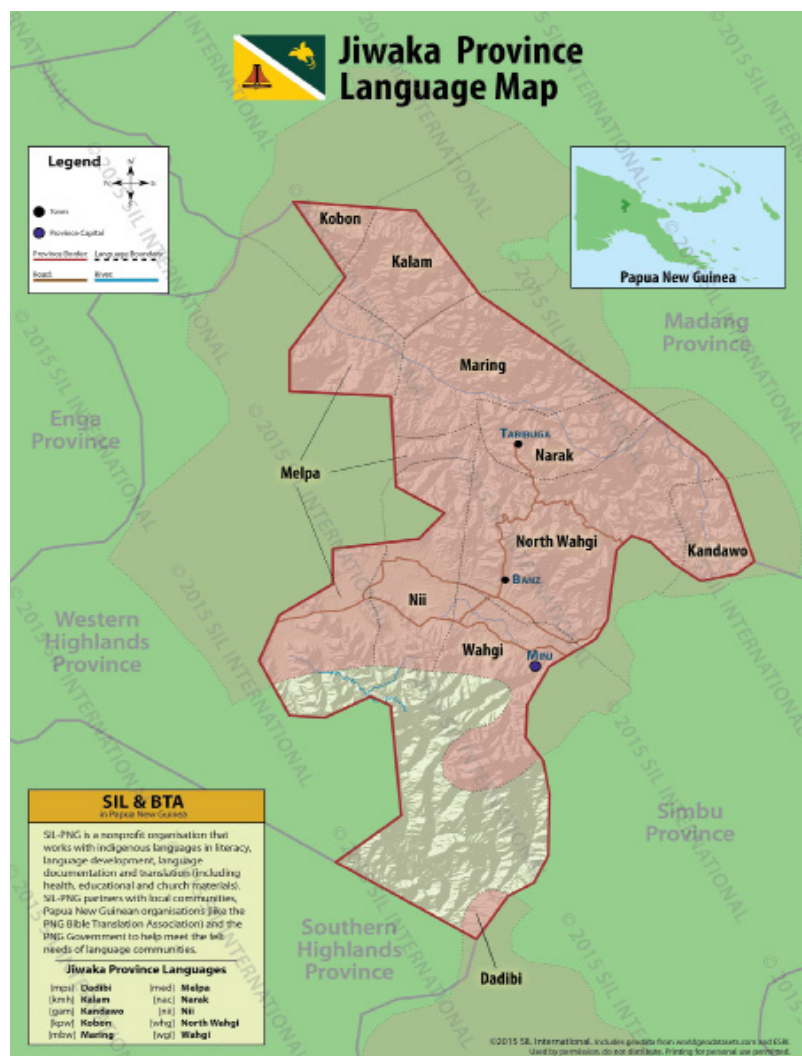 Jiwaka Province
Language Map
Legend
N
Town
Province Capital
Province Border
Language Boundary
Road:
River:
Papua New Guinea
Kobon
Kalam
Maring
Madang
Province
Enga
Province
TABIBUGA
Narak
Melpa
North Wahgi
Kandawo
BANZ
Nii
Western
Highlands
Province
Wahgi
MINJ
Simbu
Province
Southern
Highlands
Province
Dadibi
SIL & BTA
in Papua New Guinea
SIL-PNG is a nonprofit organisation that
works with indigenous languages in literacy,
language development, language
documentation and translation (including
health, educational and church materials).
SIL-PNG partners with local communities,
Papua New Guinean organisations (like the
PNG Bible Translation Association) and the
PNG Government to help meet the felt
needs of language communities.
Jiwaka Province Languages
[mps] Dadibi [med] Melpa
[kmh] Kalam [nac] Narak
[gam] Kandawo [nii] Nii
[kpw] Kobon [whg] North Wahgi
[mbw] Maring [wgi] Wahgi
©2015 SIL International. Includes geodata from worldgeodatasets.com and ESRI.
Used by permission, do not distribute. Printing for personal use permitted.
© 2015 SIL INTERNATIONAL